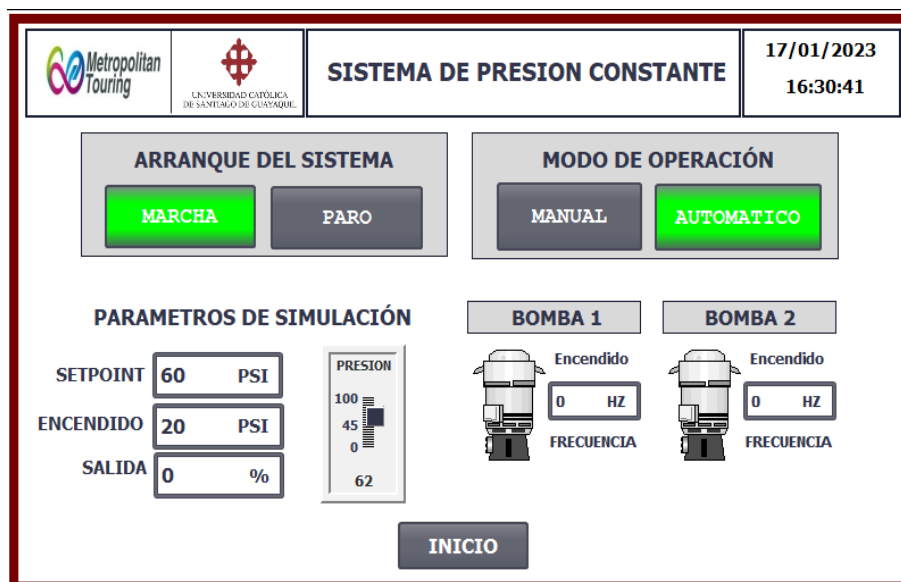 Metropolitan
Touring
UNIVERSIDAD CATÓLICA
DE SANTIAGO DE GUAYAQUIL
SISTEMA DE PRESION CONSTANTE
17/01/2023
16:30:41
ARRANQUE DEL SISTEMA
MARCHA
PARO
MODO DE OPERACIÓN
MANUAL
AUTOMATICO
PARAMETROS DE SIMULACIÓN
SETPOINT 60 PSI
ENCENDIDO 20 PSI
SALIDA 0 %
PRESION
100
45
0
62
BOMBA 1
Encendido
0 HZ
FRECUENCIA
BOMBA 2
Encendido
0 HZ
FRECUENCIA
INICIO